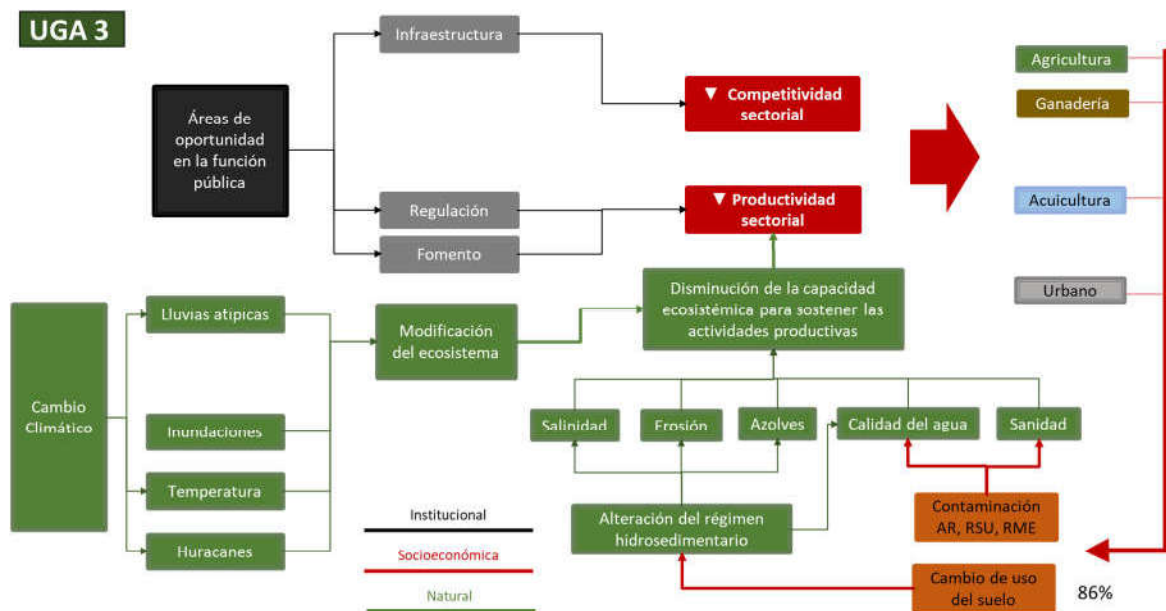 UGA 3
Infraestructura
Áreas de
oportunidad
en la función
pública
▼ Competitividad
sectorial
Regulación
Fomento
▼ Productividad
sectorial
Agricultura
Ganadería
Acuicultura
Urbano
Cambio
Climático
Lluvias atípicas
Inundaciones
Temperatura
Huracanes
Modificación
del ecosistema
Disminución de la capacidad
ecosistémica para sostener las
actividades productivas
Salinidad
Erosión
Azolves
Calidad del agua
Sanidad
Alteración del régimen
hidrosedimentario
Contaminación
AR, RSU, RME
Cambio de uso
del suelo
86%
Institucional
Socioeconómica
Natural